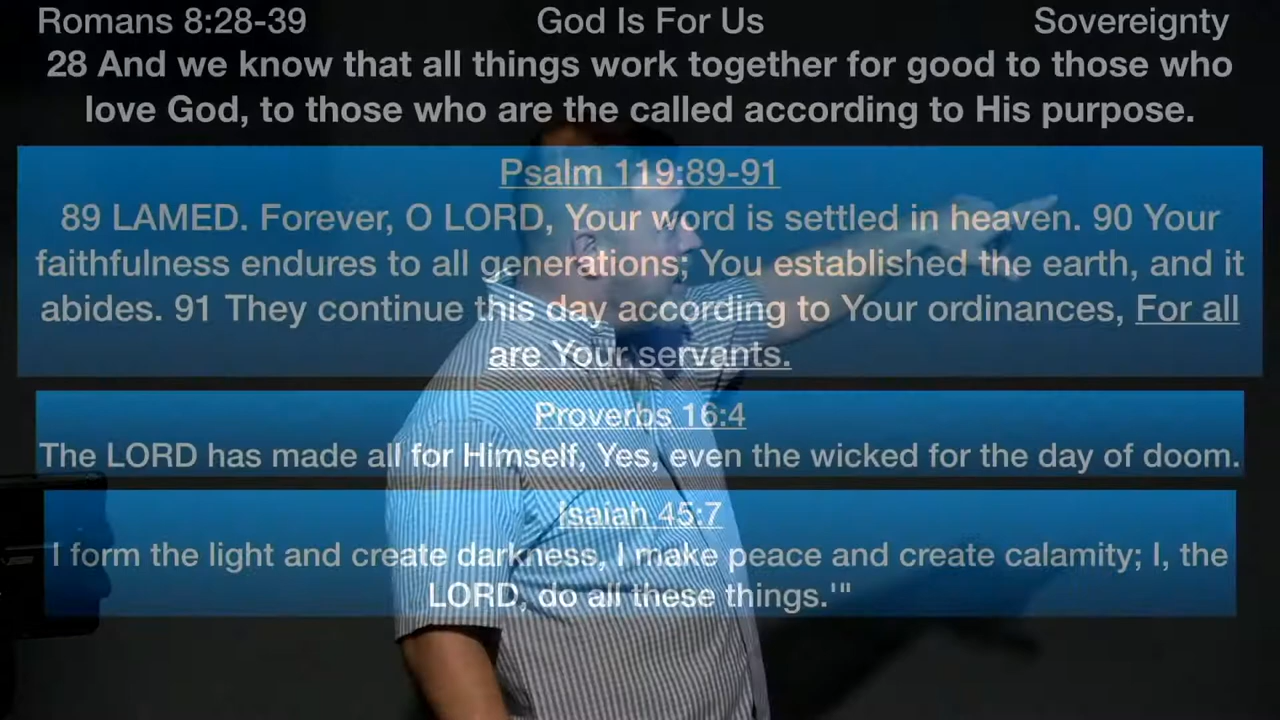 Romans 8:28-39 God Is For Us Sovereignty
28 And we know that all things work together for good to those who
love God, to those who are the called according to His purpose.
Psalm 119:89-91
89 LAMED. Forever, O LORD, Your word is settled in heaven. 90 Your
faithfulness endures to all generations; You established the earth, and it
abides. 91 They continue this day according to Your ordinances, For all
are Your servants.
Proverbs 16:4
The LORD has made all for Himself, Yes, even the wicked for the day of doom.
Isaiah 45:7
I form the light and create darkness, I make peace and create calamity; I, the
LORD, do all these things.'"